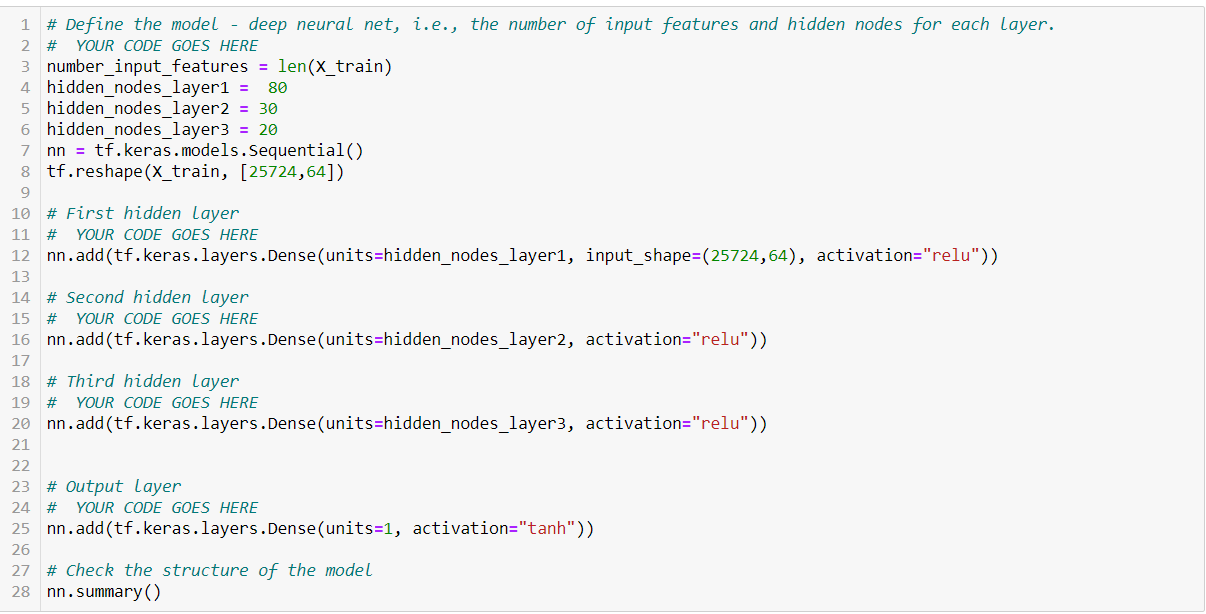 1 # Define the model - deep neural net, i.e., the number of input features and hidden nodes for each layer.
2 #  YOUR CODE GOES HERE
3 number_input_features = len(X_train)
4 hidden_nodes_layer1 =  80
5 hidden_nodes_layer2 = 30
6 hidden_nodes_layer3 = 20
7 nn = tf.keras.models.Sequential()
8 tf.reshape(X_train, [25724,64])
9
10 # First hidden layer
11 #  YOUR CODE GOES HERE
12 nn.add(tf.keras.layers.Dense(units=hidden_nodes_layer1, input_shape=(25724,64), activation="relu"))
13
14 # Second hidden layer
15 #  YOUR CODE GOES HERE
16 nn.add(tf.keras.layers.Dense(units=hidden_nodes_layer2, activation="relu"))
17
18 # Third hidden layer
19 #  YOUR CODE GOES HERE
20 nn.add(tf.keras.layers.Dense(units=hidden_nodes_layer3, activation="relu"))
21
22
23 # Output layer
24 #  YOUR CODE GOES HERE
25 nn.add(tf.keras.layers.Dense(units=1, activation="tanh"))
26
27 # Check the structure of the model
28 nn.summary()